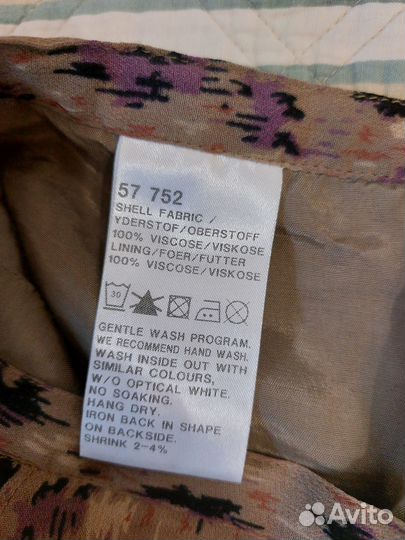 57 752
SHELL FABRIC /
YDERSTOF/OBERSTOFF
100% VISCOSE/VISKOSE
LINING/FOER/FUTTER
100% VISCOSE/VISKOSE
30
GENTLE WASH PROGRAM.
WE RECOMMEND HAND WASH.
WASH INSIDE OUT WITH
SIMILAR COLOURS,
W/O OPTICAL WHITE.
NO SOAKING.
HANG DRY.
IRON BACK IN SHAPE
ON BACKSIDE.
SHRINK 2-4%
Avito